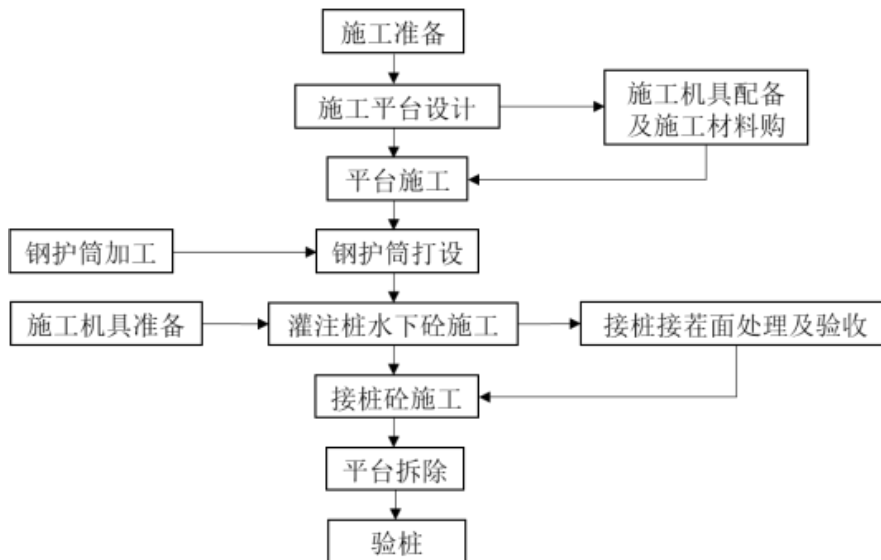 施工准备
施工平台设计
施工机具配备
及施工材料购
平台施工
钢护筒加工
钢护筒打设
施工机具准备
灌注桩水下砼施工
接桩接茬面处理及验收
接桩砼施工
平台拆除
验桩